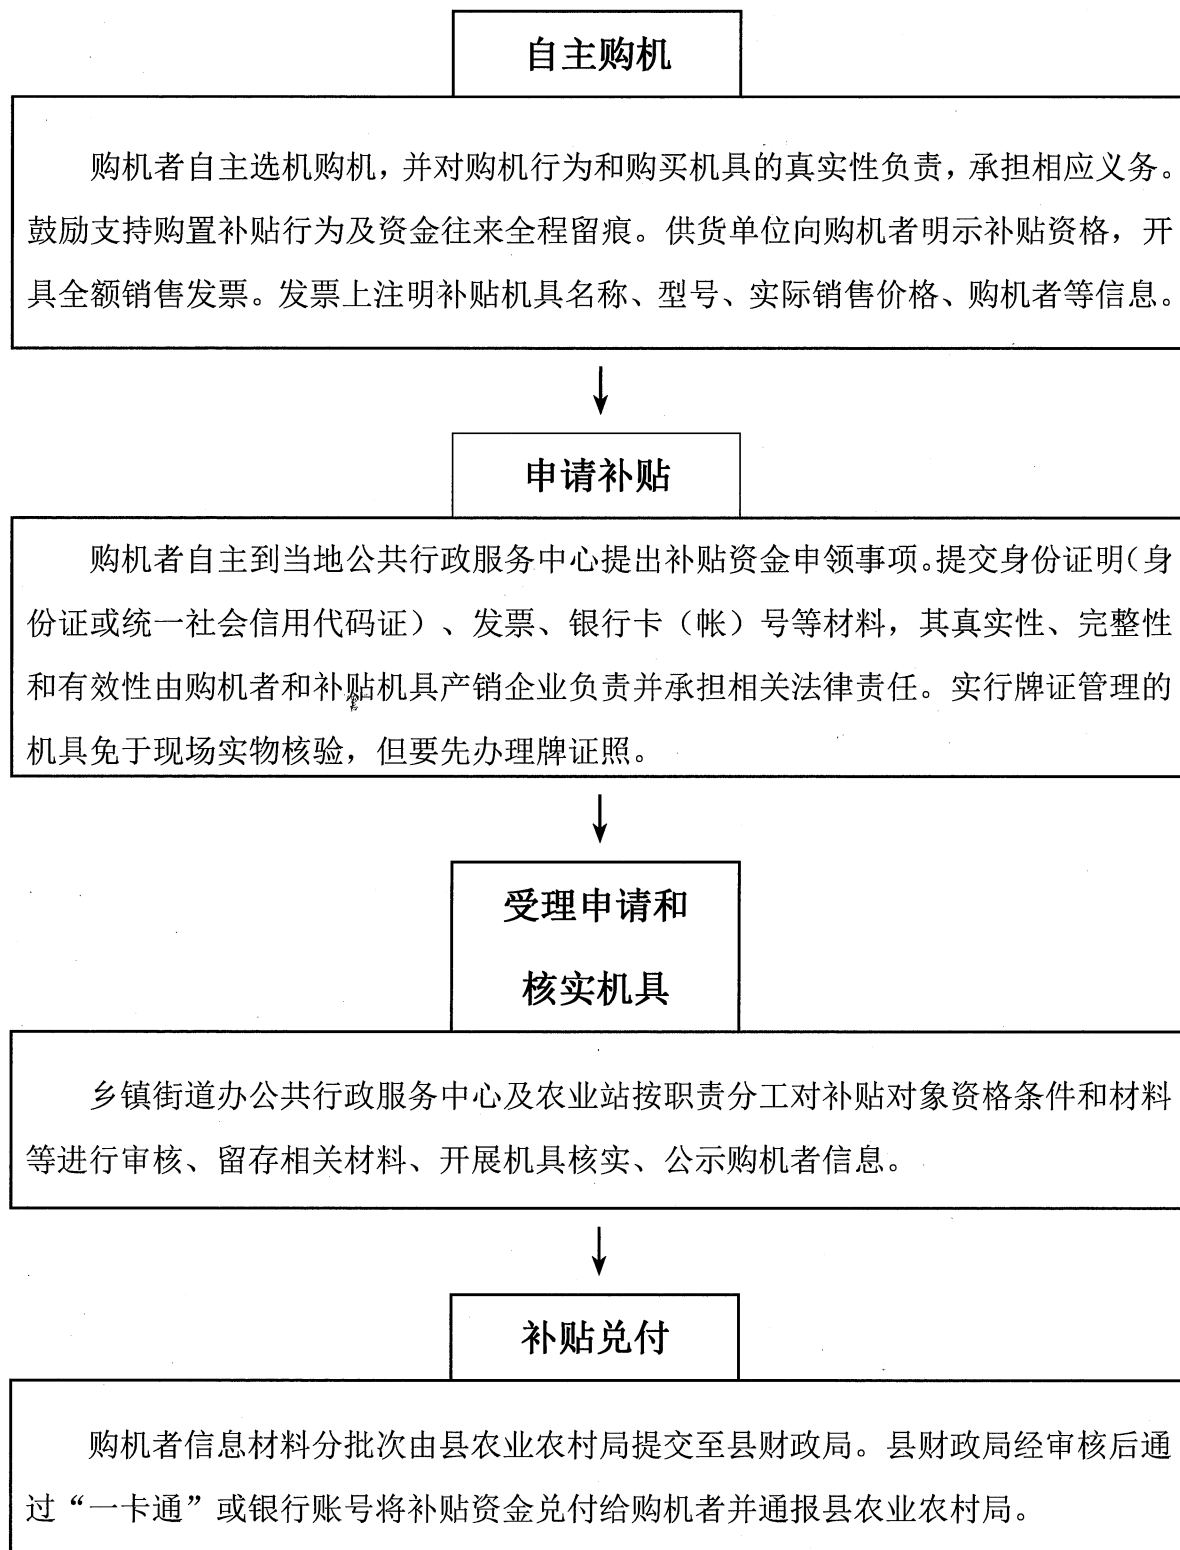 自主购机
购机者自主选机购机，并对购机行为和购买机具的真实性负责，承担相应义务。
鼓励支持购置补贴行为及资金往来全程留痕。供货单位向购机者明示补贴资格，开
具全额销售发票。发票上注明补贴机具名称、型号、实际销售价格、购机者等信息。
申请补贴
购机者自主到当地公共行政服务中心提出补贴资金申领事项。提交身份证明（身
份证或统一社会信用代码证）、发票、银行卡（帐）号等材料，其真实性、完整性
和有效性由购机者和补贴机具产销企业负责并承担相关法律责任。实行牌证管理的
机具免于现场实物核验，但要先办理牌证照。
受理申请和
核实机具
乡镇街道办公共行政服务中心及农业站按职责分工对补贴对象资格条件和材料
等进行审核、留存相关材料、开展机具核实、公示购机者信息。
补贴兑付
购机者信息材料分批次由县农业农村局提交至县财政局。县财政局经审核后通
过“一卡通”或银行账号将补贴资金兑付给购机者并通报县农业农村局。